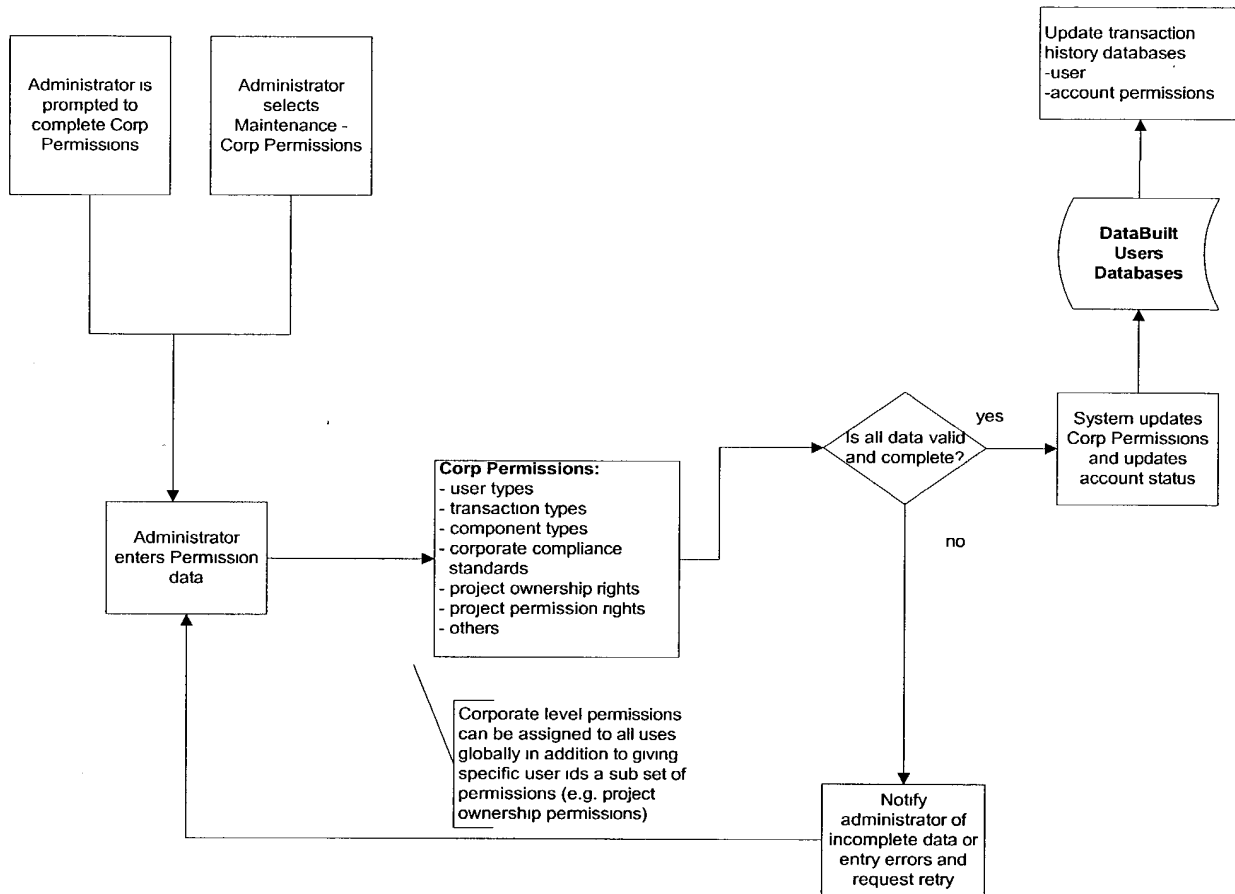 Administrator is
prompted to
complete Corp
Permissions
Administrator
selects
Maintenance -
Corp Permissions
Update transaction
history databases
-user
-account permissions
DataBuilt
Users
Databases
Is all data valid
and complete?
yes
no
System updates
Corp Permissions
and updates
account status
Administrator
enters Permission
data
Corp Permissions:
- user types
- transaction types
- component types
- corporate compliance
standards
- project ownership rights
- project permission rights
- others
Corporate level permissions
can be assigned to all uses
globally in addition to giving
specific user ids a sub set of
permissions (e.g. project
ownership permissions)
Notify
administrator of
incomplete data or
entry errors and
request retry